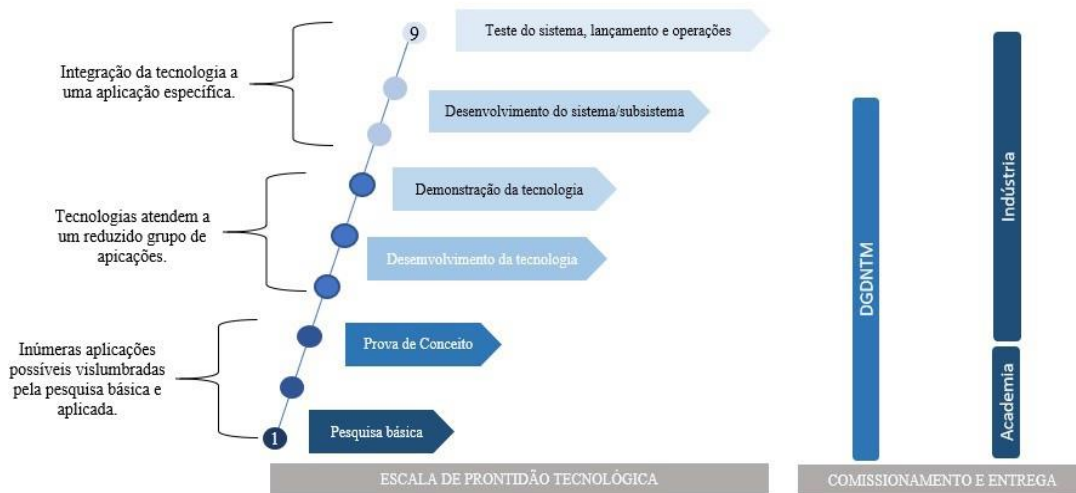 9
Teste do sistema, lançamento e operações
Integração da tecnologia a
uma aplicação específica.
Desenvolvimento do sistema/subsistema
Demonstração da tecnologia
Tecnologias atendem a
um reduzido grupo de
apicações.
Desemvolvimento da tecnologia
Prova de Conceito
Inúmeras aplicações
possíveis vislumbradas
pela pesquisa básica e
aplicada.
1
Pesquisa básica
DGDNTM
Indústria
Academia
ESCALA DE PRONTIDÃO TECNOLÓGICA
COMISSIONAMENTO E ENTREGA